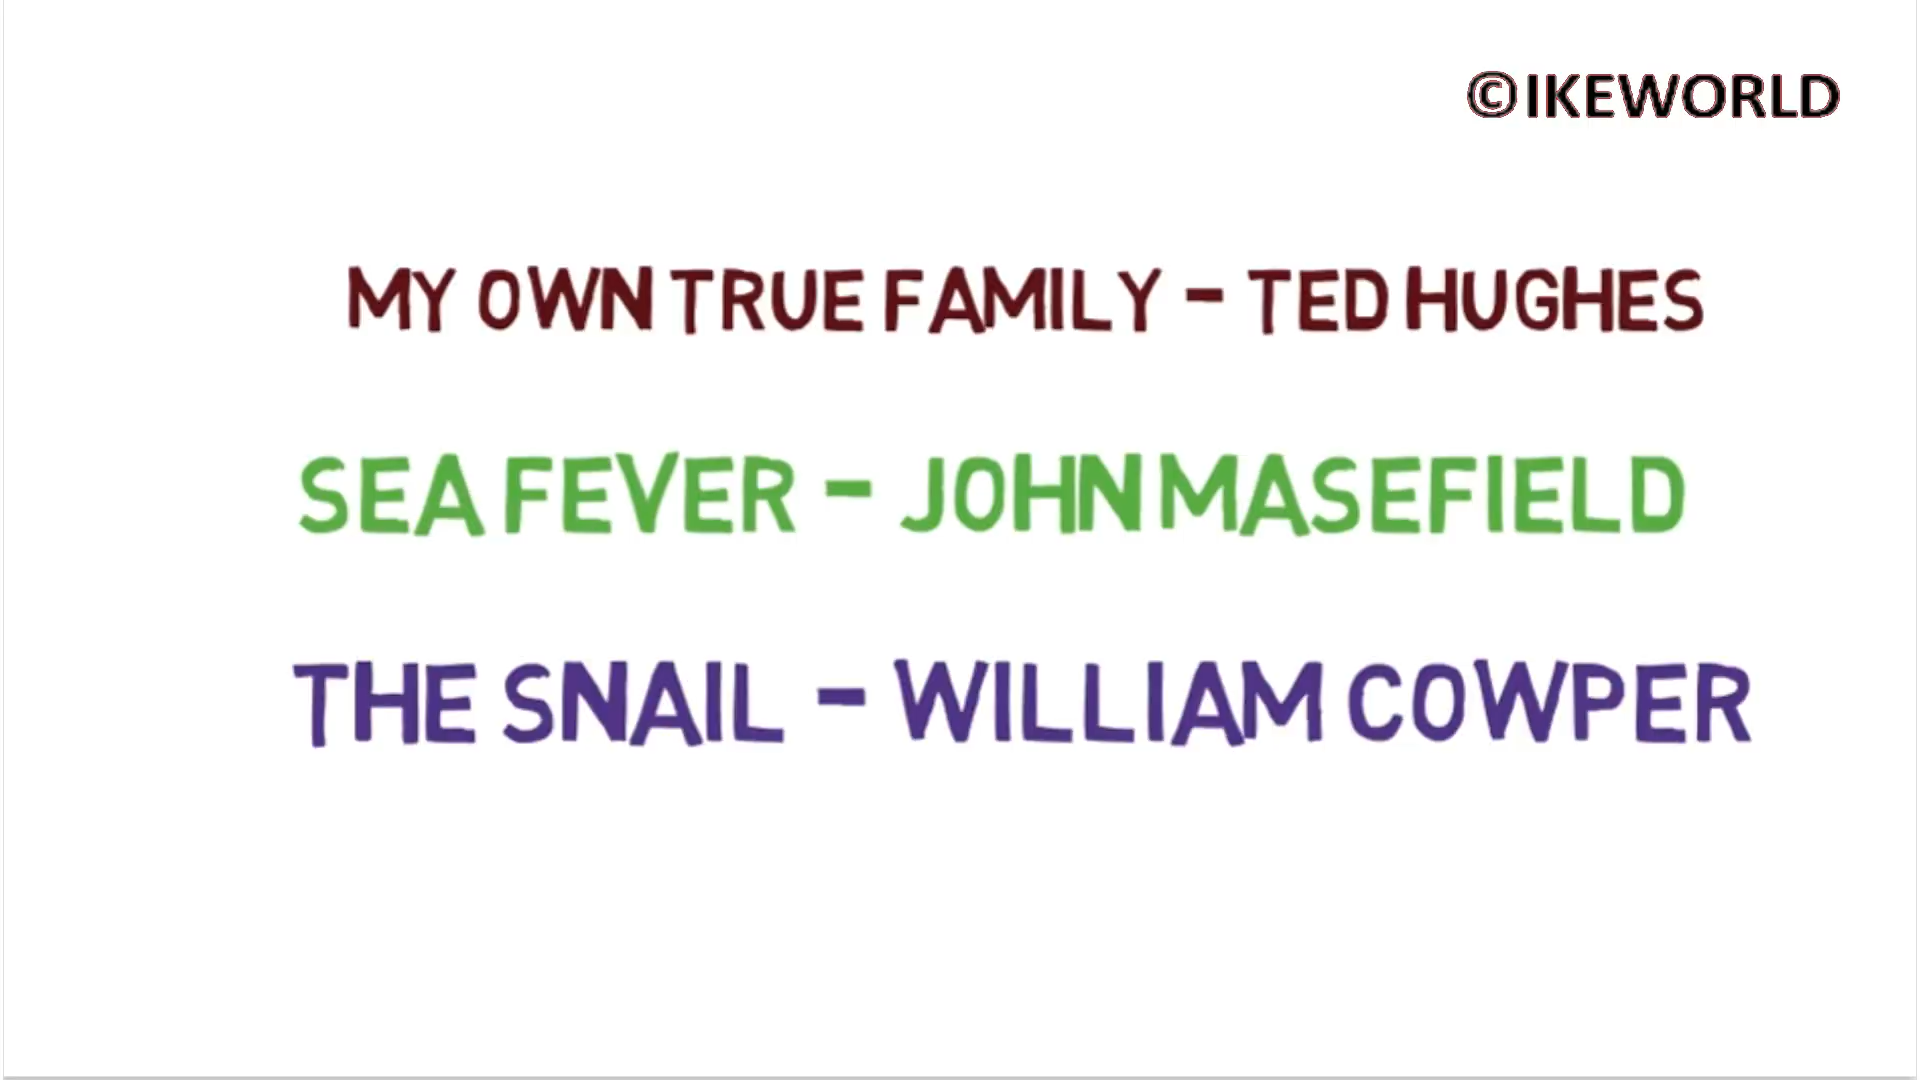 ©IKEWORLD
MY OWN TRUE FAMILY - TED HUGHES
SEA FEVER - JOHN MASEFIELD
THE SNAIL - WILLIAM COWPER